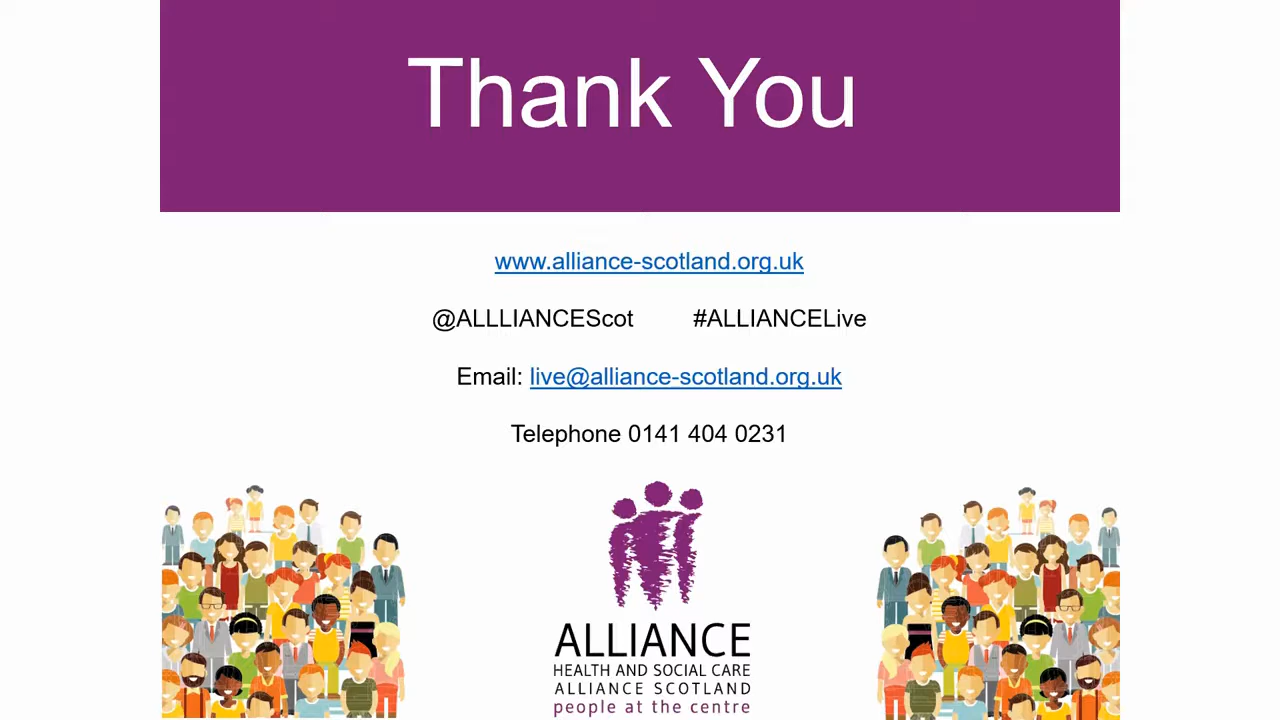 Thank You
www.alliance-scotland.org.uk
@ALLLIANCEScot #ALLIANCELive
Email: live@alliance-scotland.org.uk
Telephone 0141 404 0231
ALLIANCE
HEALTH AND SOCIAL CARE
ALLIANCE SCOTLAND
people at the centre